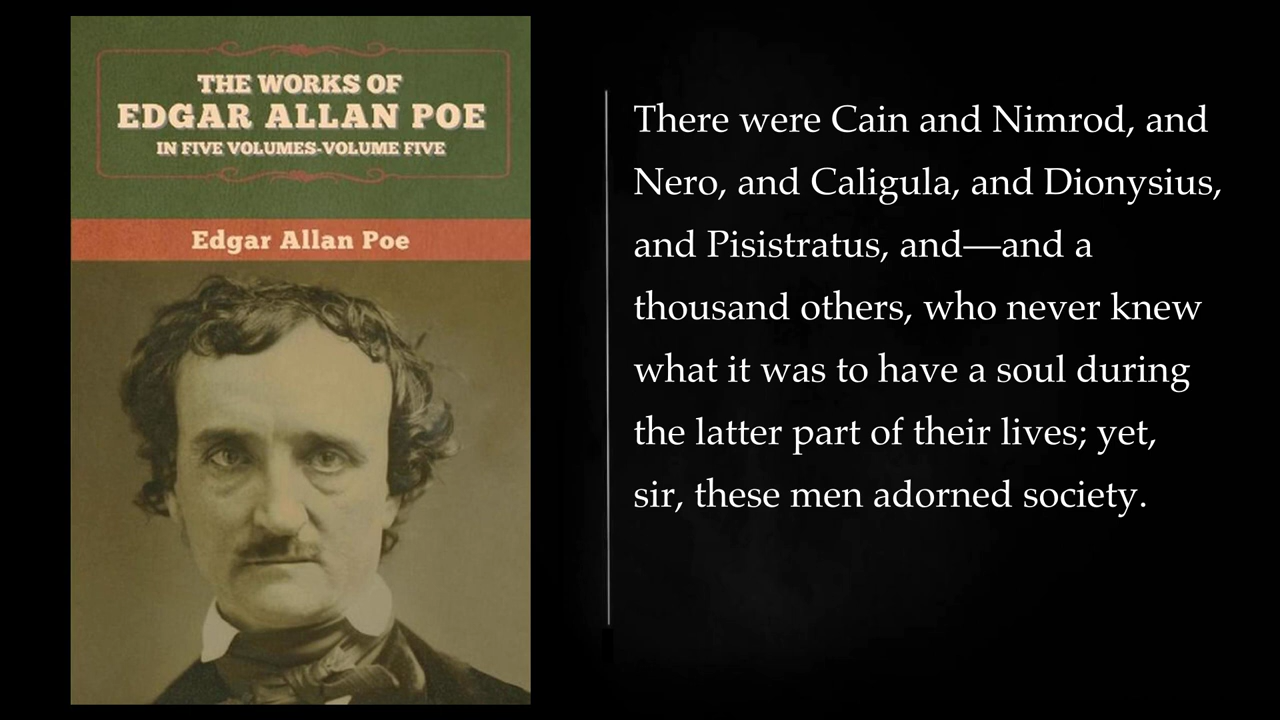 THE WORKS OF
EDGAR ALLAN POE
IN FIVE VOLUMES-VOLUME FIVE
Edgar Allan Poe
There were Cain and Nimrod, and
Nero, and Caligula, and Dionysius,
and Pisistratus, and—and a
thousand others, who never knew
what it was to have a soul during
the latter part of their lives; yet,
sir, these men adorned society.